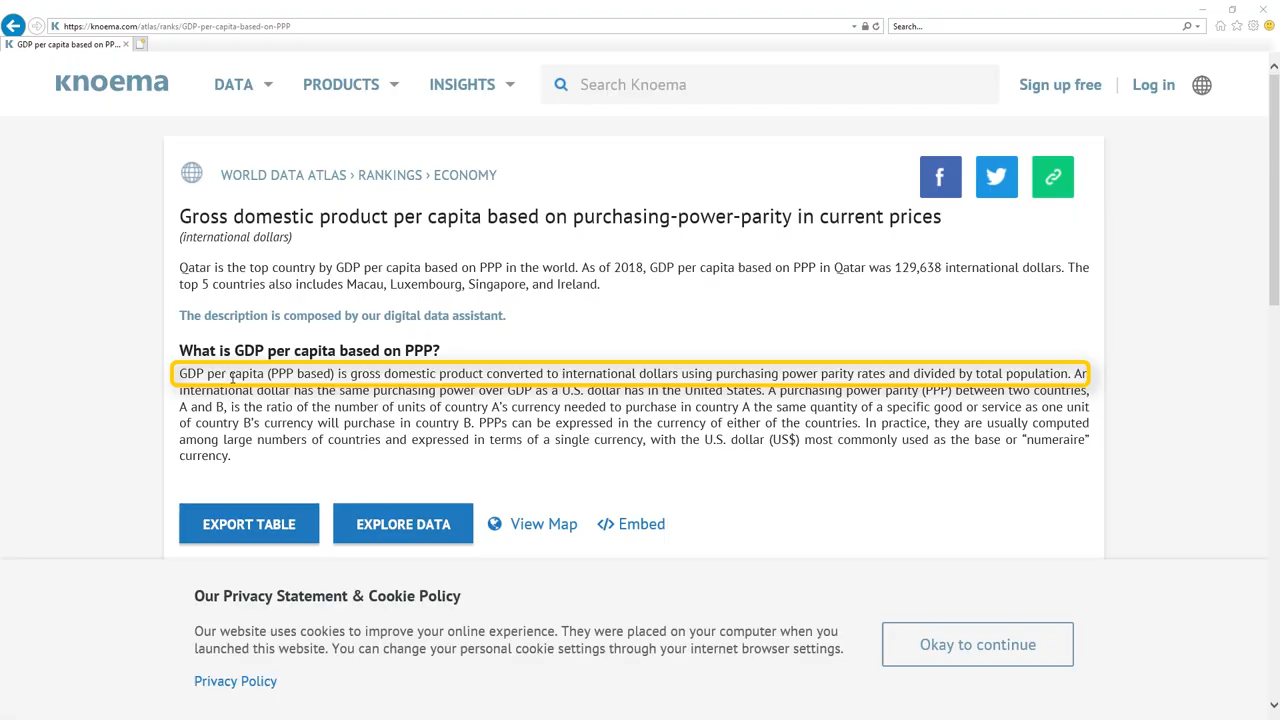 https://knoema.com/atlas/ranks/GDP-per-capita-based-on-PPP
Search...
GDP per capita based on PP...
knoema
DATA
PRODUCTS
INSIGHTS
Search Knoema
Sign up free
Log in
WORLD DATA ATLAS › RANKINGS › ECONOMY
Gross domestic product per capita based on purchasing-power-parity in current prices
(international dollars)
Qatar is the top country by GDP per capita based on PPP in the world. As of 2018, GDP per capita based on PPP in Qatar was 129,638 international dollars. The
top 5 countries also includes Macau, Luxembourg, Singapore, and Ireland.
The description is composed by our digital data assistant.
What is GDP per capita based on PPP?
GDP per capita (PPP based) is gross domestic product converted to international dollars using purchasing power parity rates and divided by total population. An
international dollar has the same purchasing power over GDP as a U.S. dollar has in the United States. A purchasing power parity (PPP) between two countries,
A and B, is the ratio of the number of units of country A's currency needed to purchase in country A the same quantity of a specific good or service as one unit
of country B's currency will purchase in country B. PPPs can be expressed in the currency of either of the countries. In practice, they are usually computed
among large numbers of countries and expressed in terms of a single currency, with the U.S. dollar (US$) most commonly used as the base or “numeraire”
currency.
EXPORT TABLE
EXPLORE DATA
View Map
</> Embed
Our Privacy Statement & Cookie Policy
Our website uses cookies to improve your online experience. They were placed on your computer when you
launched this website. You can change your personal cookie settings through your internet browser settings.
Okay to continue
Privacy Policy